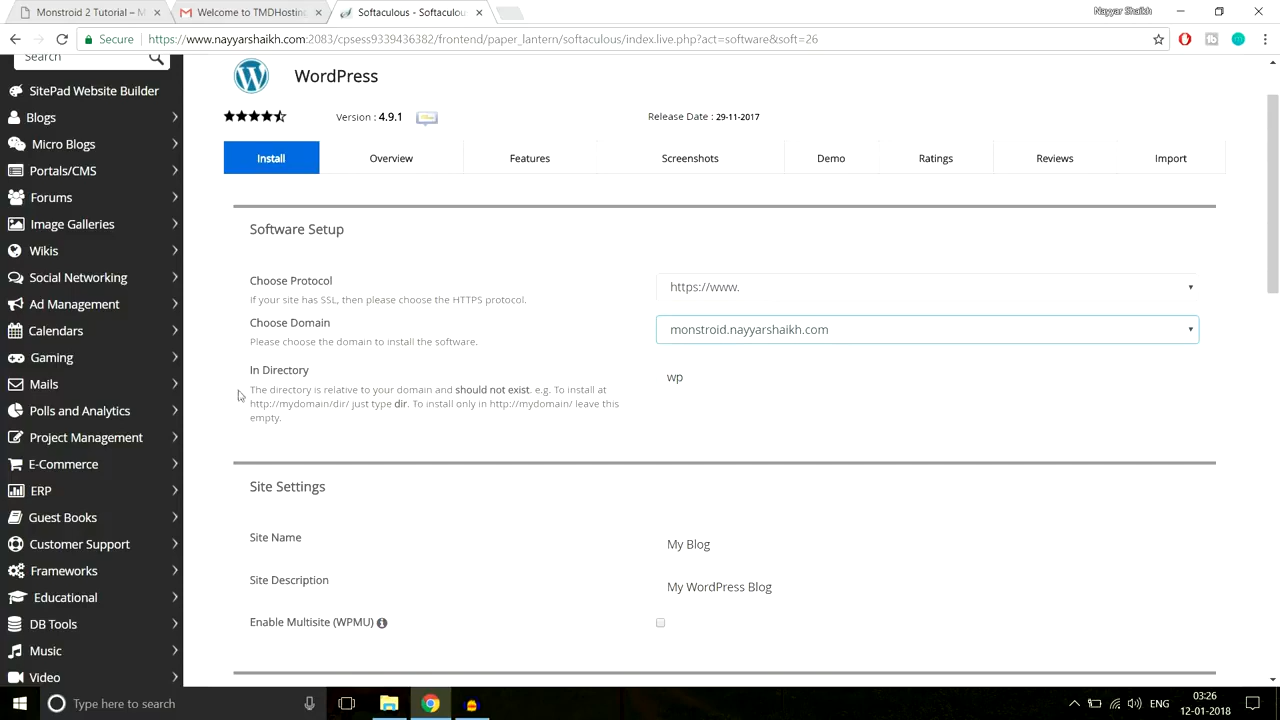 Monstroid 2 Tutorial – M
Welcome to TMDHosting
Softaculous - Softaculou
Nayyar Shaikh
Secure
https://www.nayyarshaikh.com:2083/cpsess9339436382/frontend/paper_lantern/softaculous/index.live.php?act=software&soft=26
Search
SitePad Website Builder
Blogs
Micro Blogs
Portals/CMS
Forums
Image Galleries
Wikis
Social Networking
Ad Management
Calendars
Gaming
Mails
Polls and Analytics
Project Management
E-Commerce
ERP
Guest Books
Customer Support
Frameworks
Educational
DB Tools
Music
Video
WordPress
Version : 4.9.1
Release Date : 29-11-2017
Install
Overview
Features
Screenshots
Demo
Ratings
Reviews
Import
Software Setup
Choose Protocol
If your site has SSL, then please choose the HTTPS protocol.
https://www.
Choose Domain
Please choose the domain to install the software.
monstroid.nayyarshaikh.com
In Directory
The directory is relative to your domain and should not exist. e.g. To install at
http://mydomain/dir/ just type dir. To install only in http://mydomain/ leave this
empty.
wp
Site Settings
Site Name
My Blog
Site Description
My WordPress Blog
Enable Multisite (WPMU)
Type here to search
ENG
03:26
12-01-2018